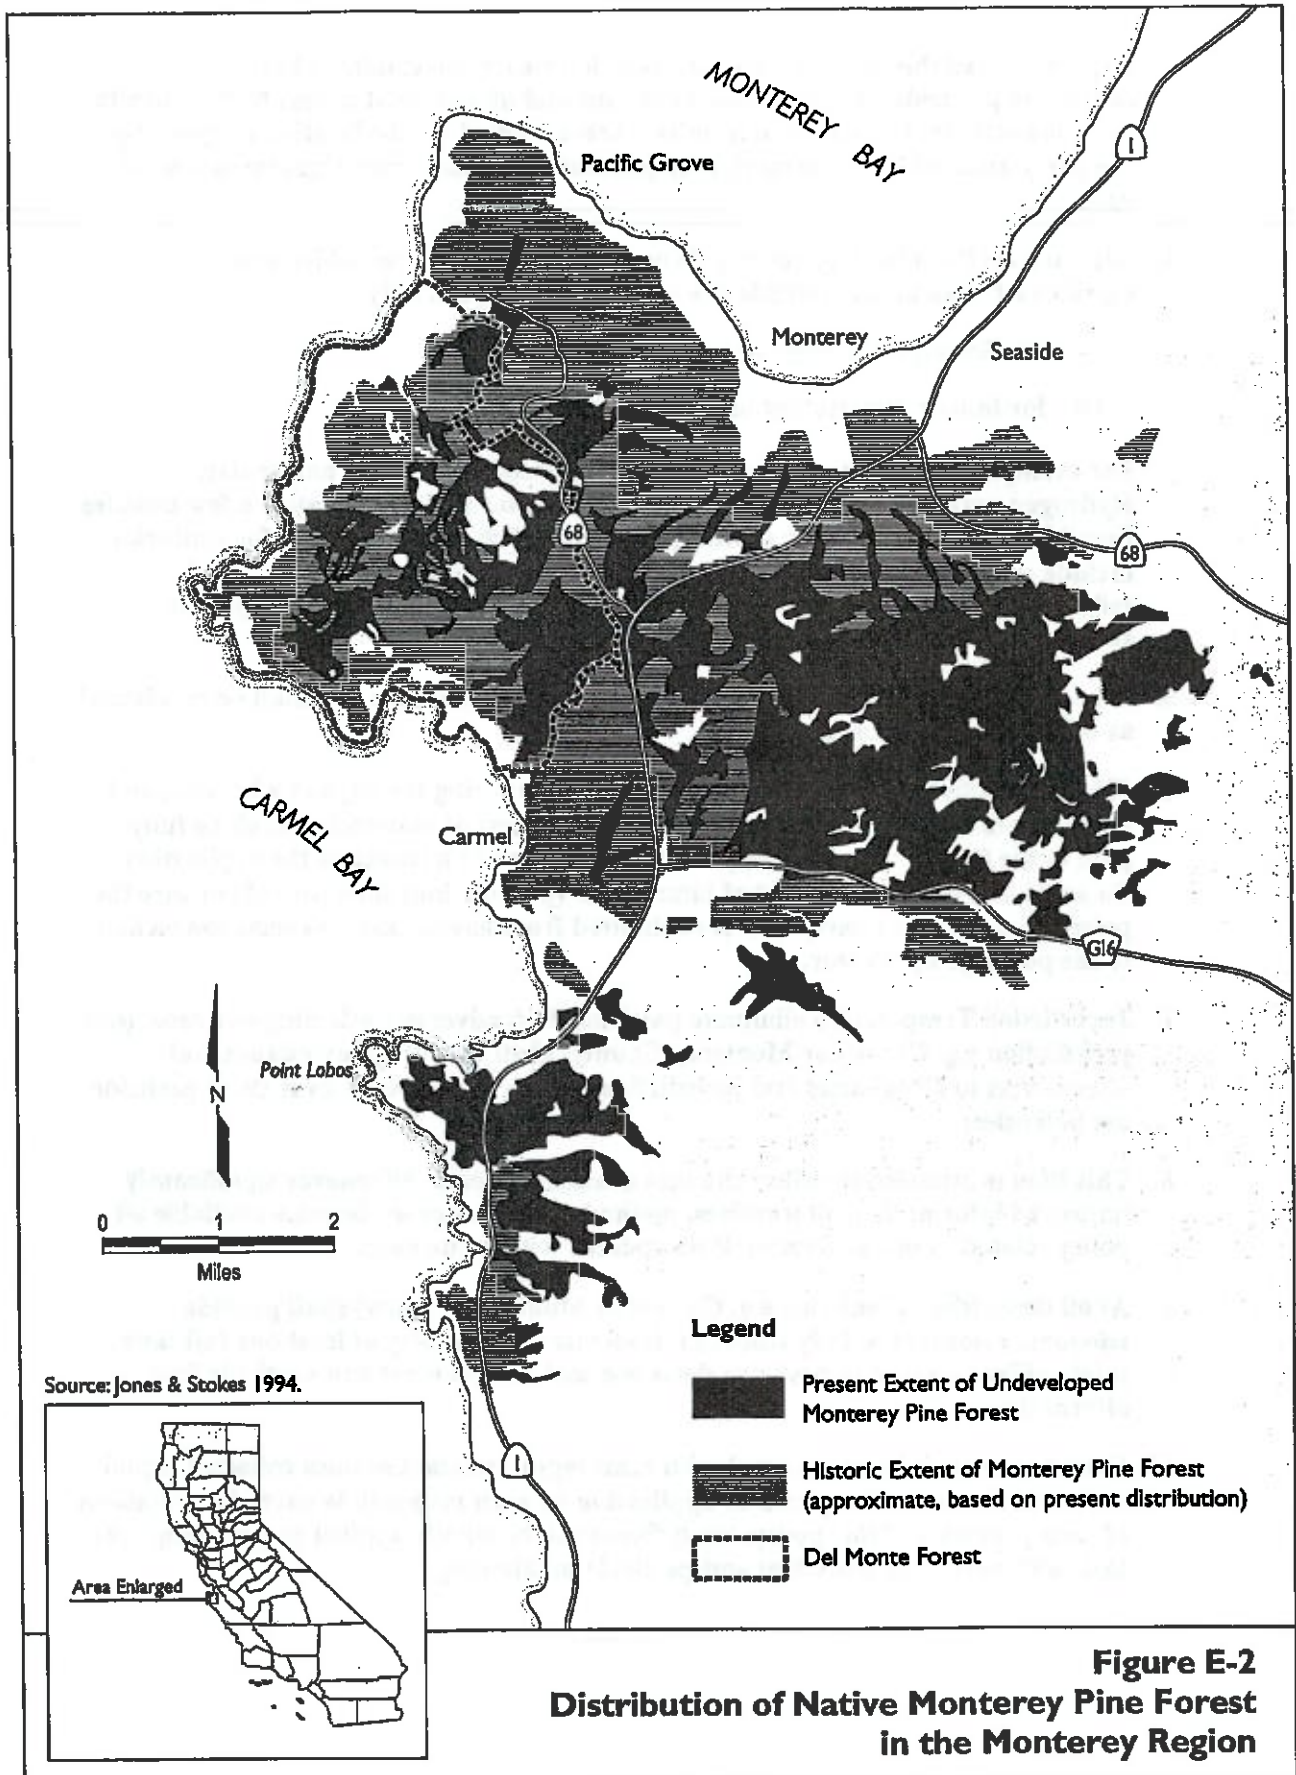 MONTEREY BAY
Pacific Grove
1
Monterey
Seaside
68
68
CARMEL BAY
Carmel
G16
Point Lobos
N
0 1 2
Miles
Legend
Source: Jones & Stokes 1994.
Present Extent of Undeveloped
Monterey Pine Forest
1
Historic Extent of Monterey Pine Forest
(approximate, based on present distribution)
Del Monte Forest
Area Enlarged
Figure E-2
Distribution of Native Monterey Pine Forest
in the Monterey Region